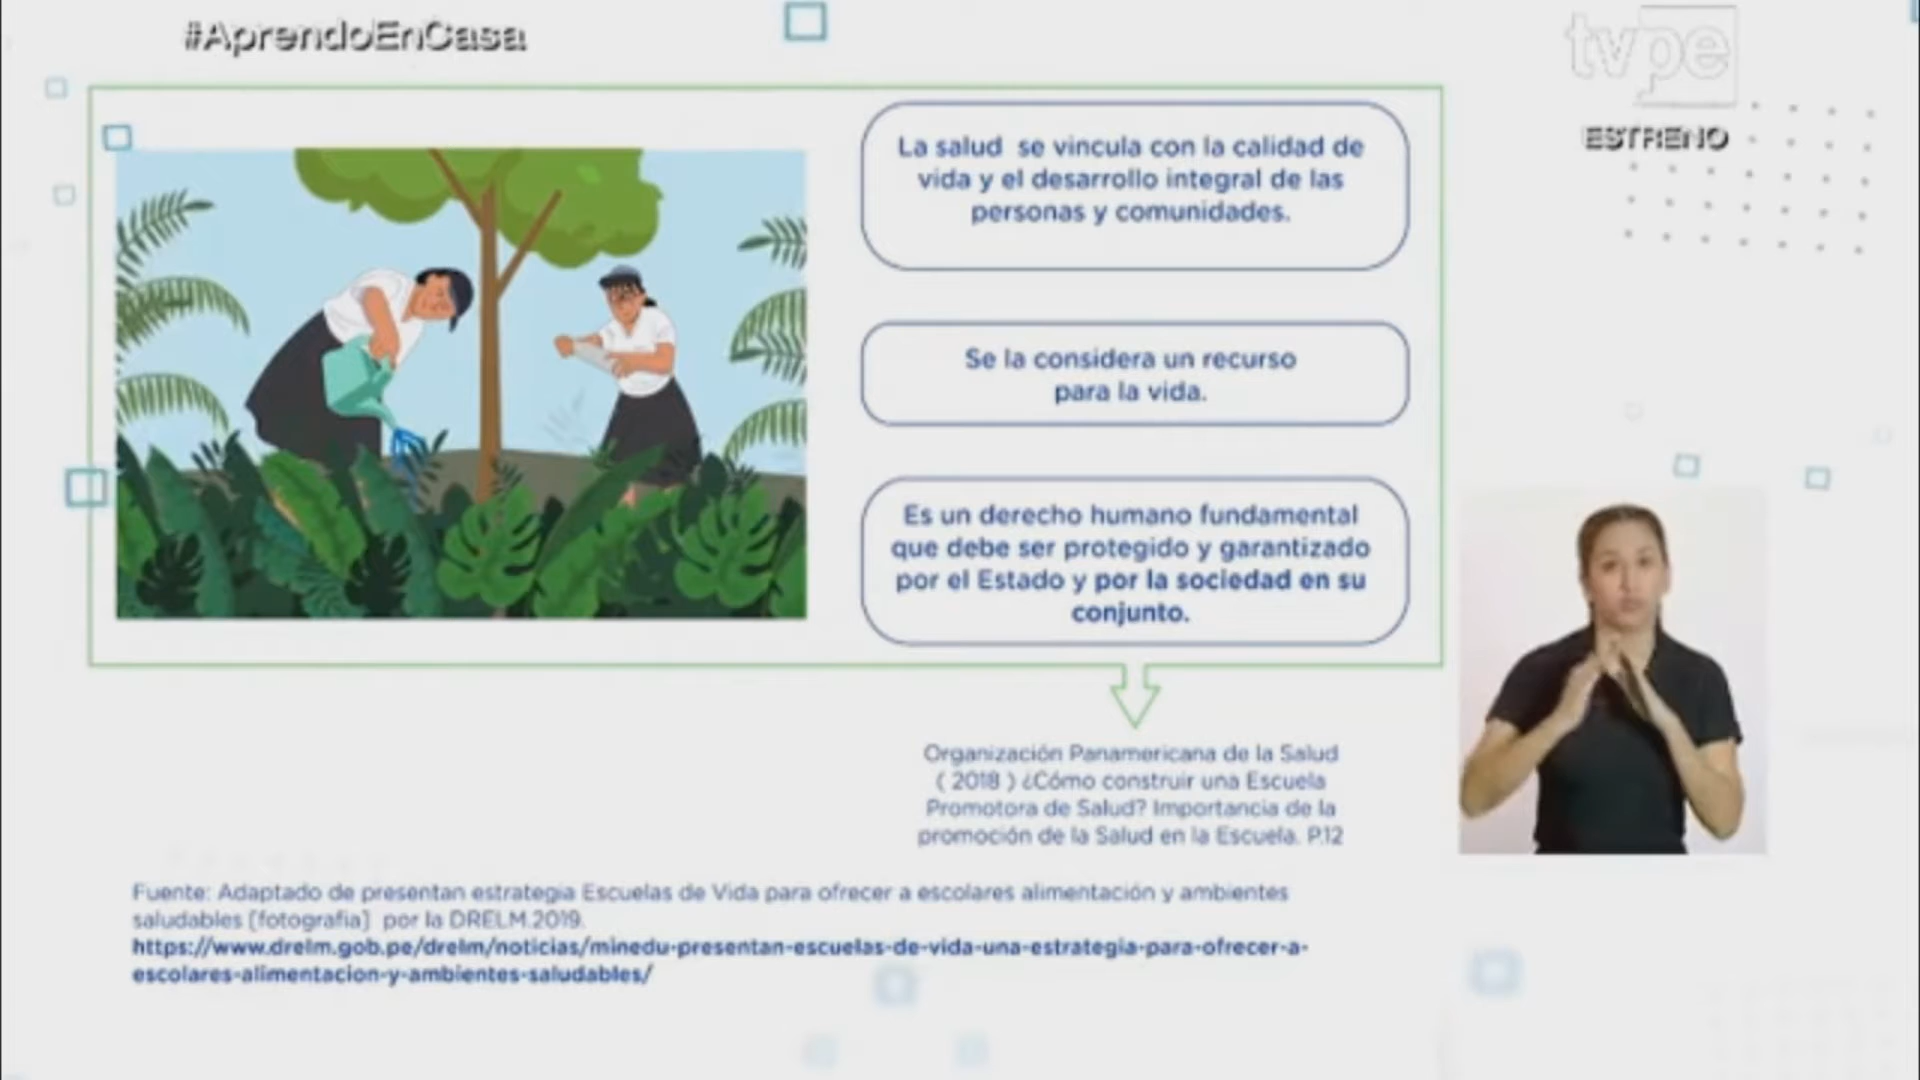 #AprendoEnCasa
tvpe
ESTRENO
La salud se vincula con la calidad de
vida y el desarrollo integral de las
personas y comunidades.
Se la considera un recurso
para la vida.
Es un derecho humano fundamental
que debe ser protegido y garantizado
por el Estado y por la sociedad en su
conjunto.
Organización Panamericana de la Salud
( 2018 ) ¿Cómo construir una Escuela
Promotora de Salud? Importancia de la
promoción de la Salud en la Escuela. P.12
Fuente: Adaptado de presentan estrategia Escuelas de Vida para ofrecer a escolares alimentación y ambientes
saludables [fotografia] por la DRELM.2019.
https://www.drelm.gob.pe/drelm/noticias/minedu-presentan-escuelas-de-vida-una-estrategia-para-ofrecer-a-
escolares-alimentacion-y-ambientes-saludables/